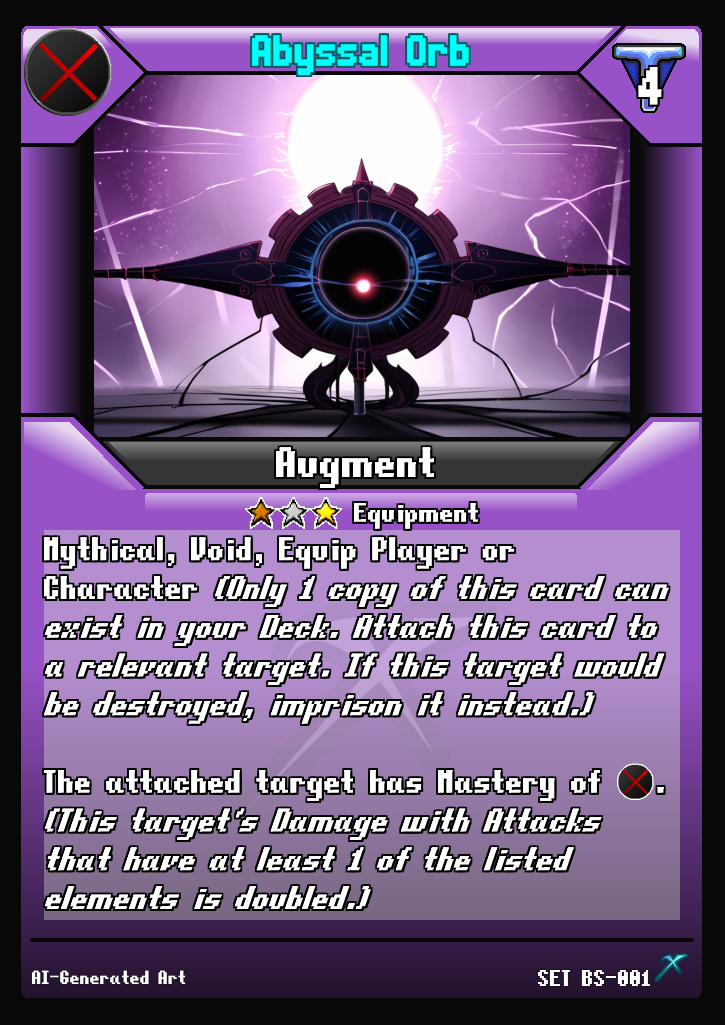 Abyssal Orb
4
Augment
Equipment
Mythical, Void, Equip Player or
Character (Only 1 copy of this card can
exist in your Deck. Attach this card to
a relevant target. If this target would
be destroyed, imprison it instead.)
The attached target has Mastery of .
(This target's Damage with Attacks
that have at least 1 of the listed
elements is doubled.)
AI-Generated Art
SET BS-001